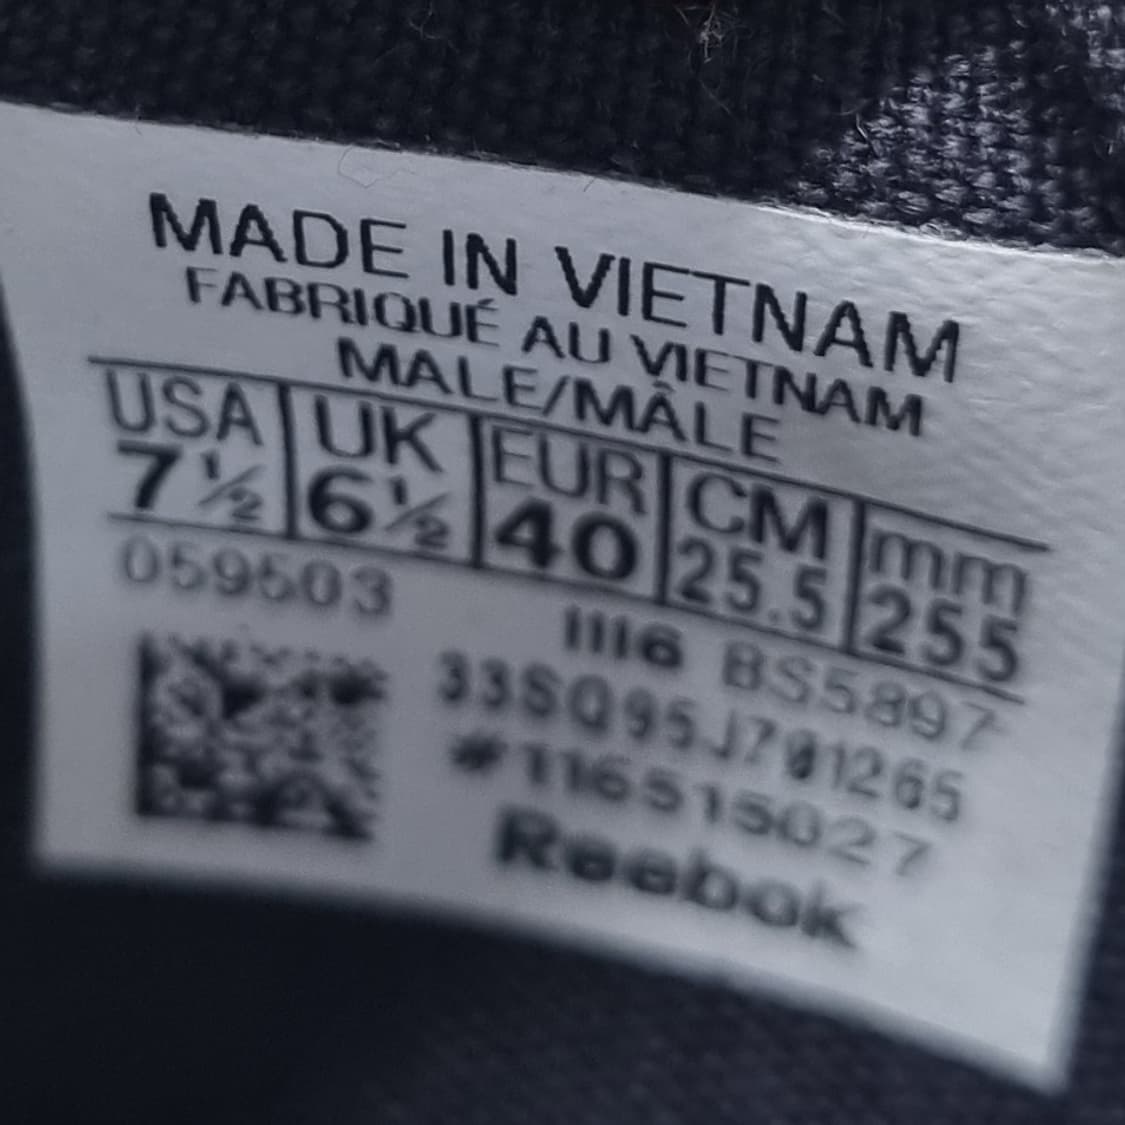 MADE IN VIETNAM
FABRIQUÉ AU VIETNAM
MALE/MÂLE
USA UK EUR CM mm
7½ 6½ 40 25.5 255
059503 1116 BS5897
33SQ95J701265
#116515027
Reebok